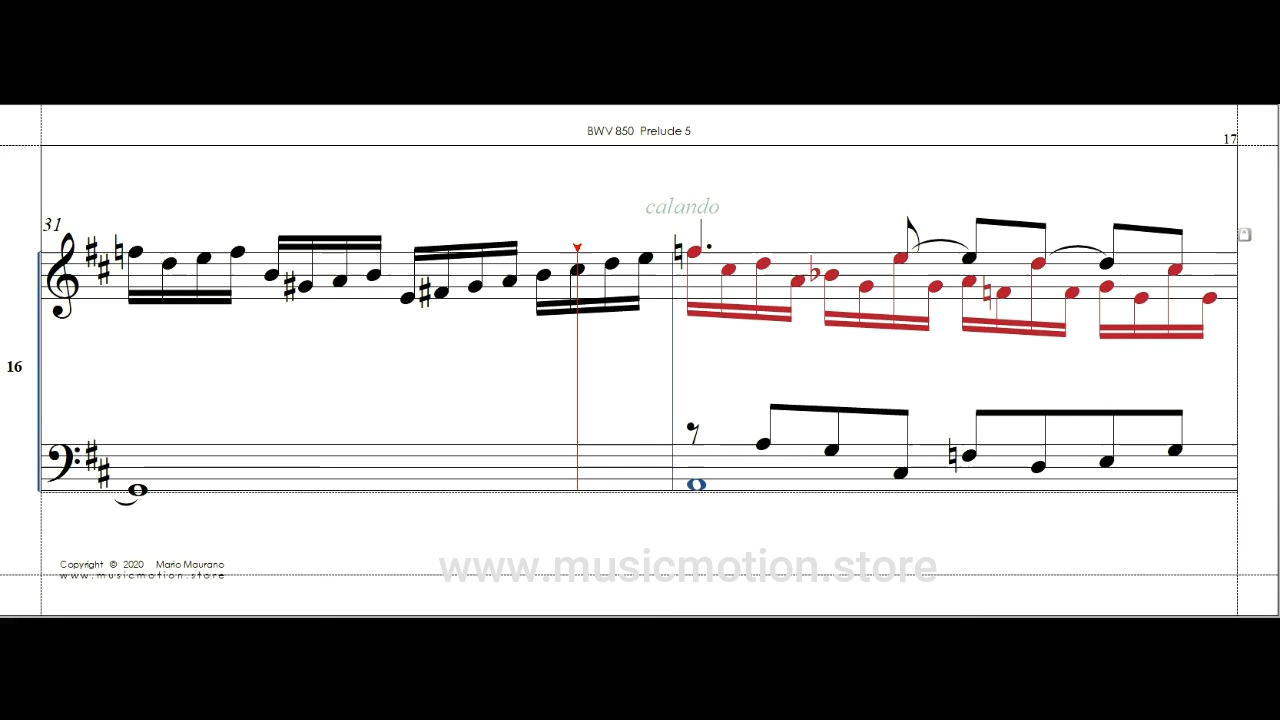 BWV 850 Prelude 5
17
calando
31
16
Copyright © 2020 Mario Maurano
www.musicmotion.store
www.musicmotion.store